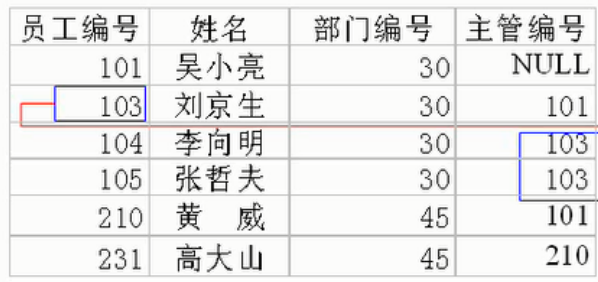 员工编号 姓名 部门编号 主管编号
101 吴小亮 30 NULL
103 刘京生 30 101
104 李向明 30 103
105 张哲夫 30 103
210 黄 威 45 101
231 高大山 45 210